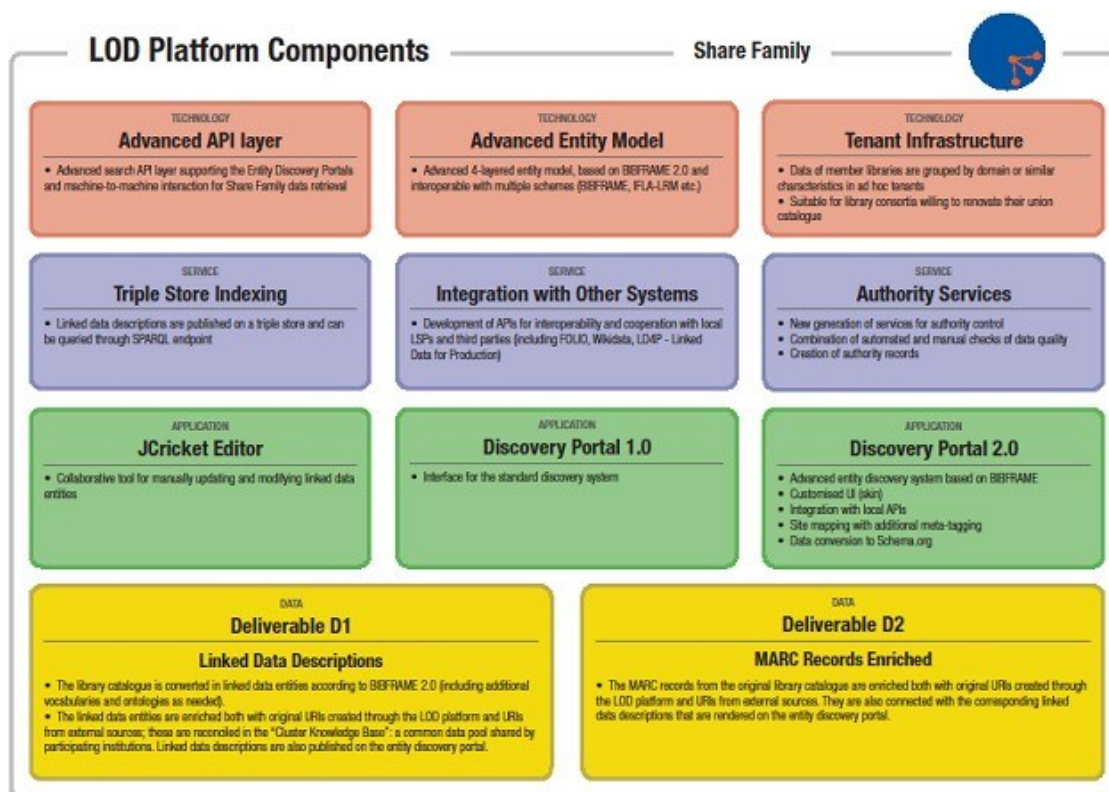 LOD Platform Components
Share Family
TECHNOLOGY
Advanced API layer
• Advanced search API layer supporting the Entity Discovery Portals
and machine-to-machine interaction for Share Family data retrieval
TECHNOLOGY
Advanced Entity Model
• Advanced 4-layered entity model, based on BIBFRAME 2.0 and
interoperable with multiple schemes (BIBFRAME, IFLA-LRM etc.)
TECHNOLOGY
Tenant Infrastructure
• Data of member libraries are grouped by domain or similar
characteristics in ad hoc tenants
• Suitable for library consortia willing to renovate their union
catalogue
SERVICE
Triple Store Indexing
• Linked data descriptions are published on a triple store and can
be queried through SPARQL endpoint
SERVICE
Integration with Other Systems
• Development of APIs for interoperability and cooperation with local
LSPs and third parties (including FOLIO, Wikidata, LD4P - Linked
Data for Production)
SERVICE
Authority Services
• New generation of services for authority control
• Combination of automated and manual checks of data quality
• Creation of authority records
APPLICATION
JCricket Editor
• Collaborative tool for manually updating and modifying linked data
entities
APPLICATION
Discovery Portal 1.0
• Interface for the standard discovery system
APPLICATION
Discovery Portal 2.0
• Advanced entity discovery system based on BIBFRAME
• Customised UI (skin)
• Integration with local APIs
• Site mapping with additional meta-tagging
• Data conversion to Schema.org
DATA
Deliverable D1
Linked Data Descriptions
• The library catalogue is converted in linked data entities according to BIBFRAME 2.0 (including additional
vocabularies and ontologies as needed).
• The linked data entities are enriched both with original URIs created through the LOD platform and URIs
from external sources; these are reconciled in the "Cluster Knowledge Base": a common data pool shared by
participating institutions. Linked data descriptions are also published on the entity discovery portal.
DATA
Deliverable D2
MARC Records Enriched
• The MARC records from the original library catalogue are enriched both with original URIs created through
the LOD platform and URIs from external sources. They are also connected with the corresponding linked
data descriptions that are rendered on the entity discovery portal.